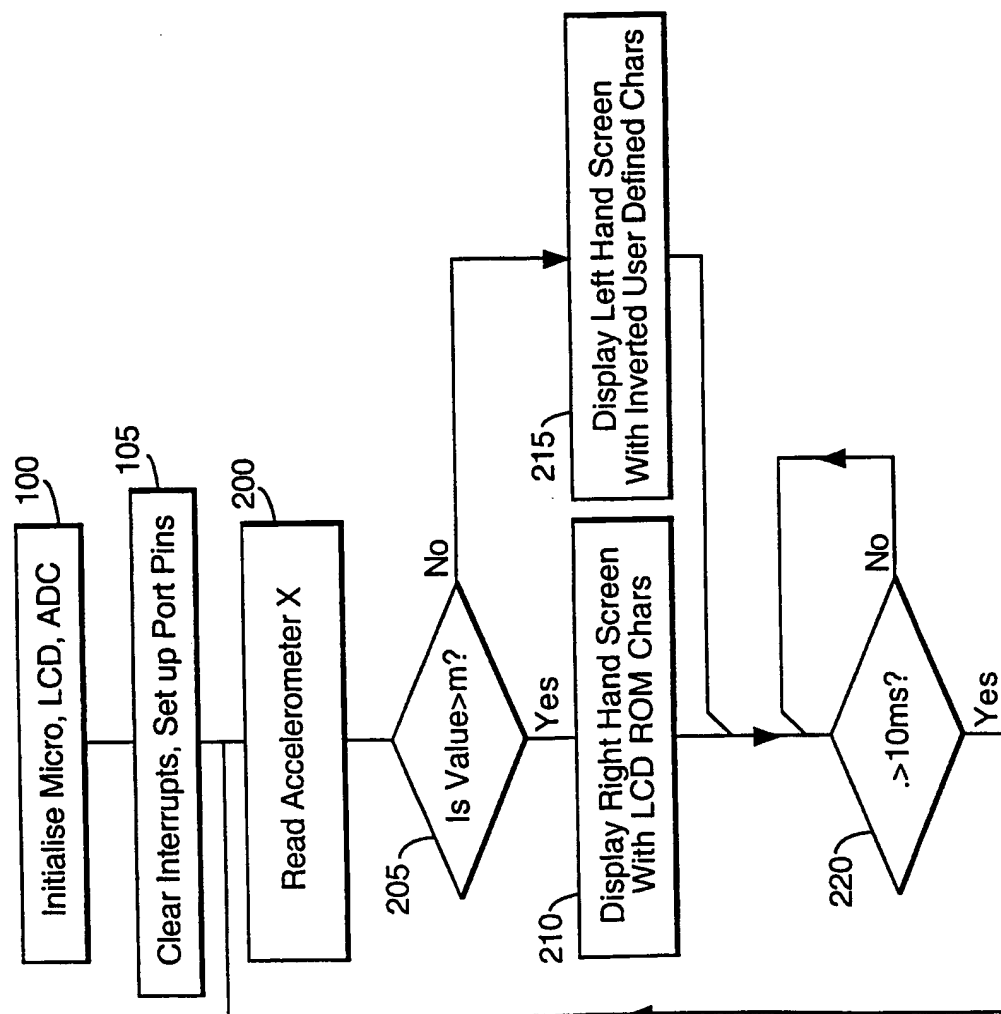 100
Initialise Micro, LCD, ADC
105
Clear Interrupts, Set up Port Pins
200
Read Accelerometer X
205
Is Value>m?
No
Yes
210
Display Right Hand Screen
With LCD ROM Chars
215
Display Left Hand Screen
With Inverted User Defined Chars
220
.>10ms?
No
Yes